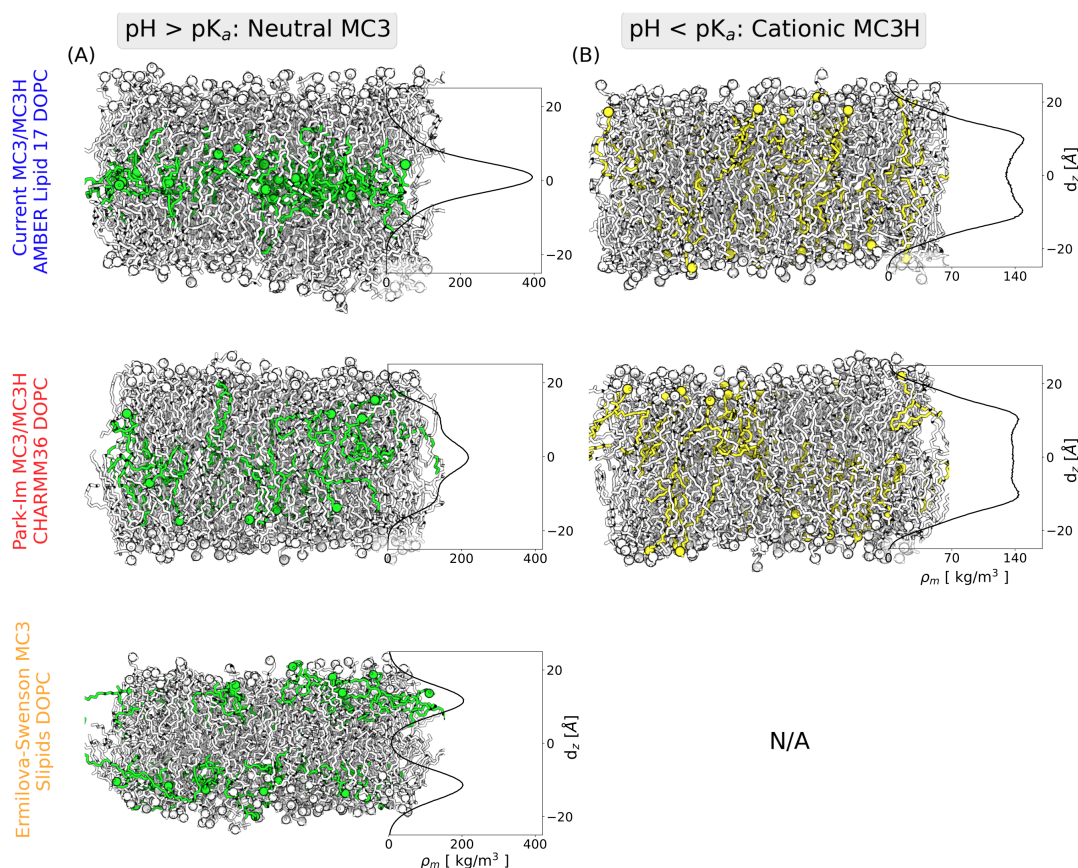 pH > pKa: Neutral MC3
pH < pKa: Cationic MC3H
(A)
(B)
Current MC3/MC3H
AMBER Lipid 17 DOPC
20
0
−20
0
200
400
20
0
−20
dz [Å]
0
70
140
Park-Im MC3/MC3H
CHARMM36 DOPC
20
0
−20
0
200
400
20
0
−20
dz [Å]
0
70
140
ρm [ kg/m³ ]
Ermilova-Swenson MC3
Slipids DOPC
20
0
−20
dz [Å]
0
200
400
ρm [ kg/m³ ]
N/A